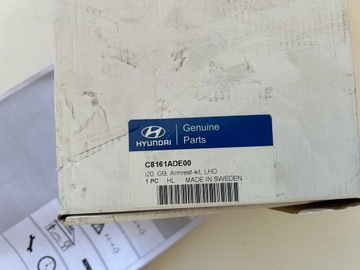 HYUNDAI
Genuine
Parts
C8161ADE00
i20, GB, Armrest-kit, LHD
1 PC HL MADE IN SWEDEN